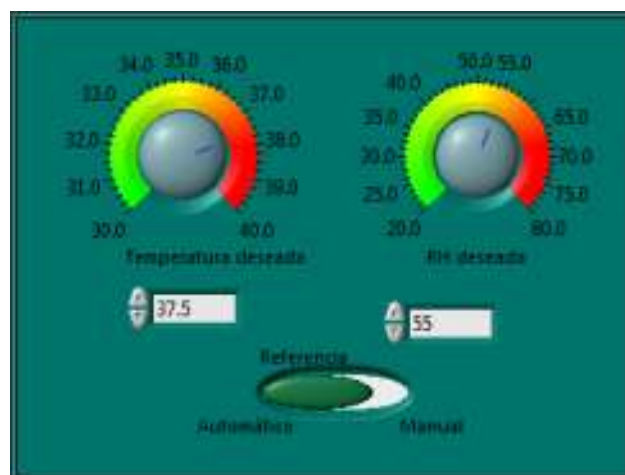 34.0 35.0 36.0
33.0 37.0
32.0 38.0
31.0 39.0
30.0 40.0
Temperatura deseada
37.5
50.0 55.0
40.0
35.0 65.0
30.0 70.0
25.0 75.0
20.0 80.0
RH deseada
55
Referencia
Automático Manual